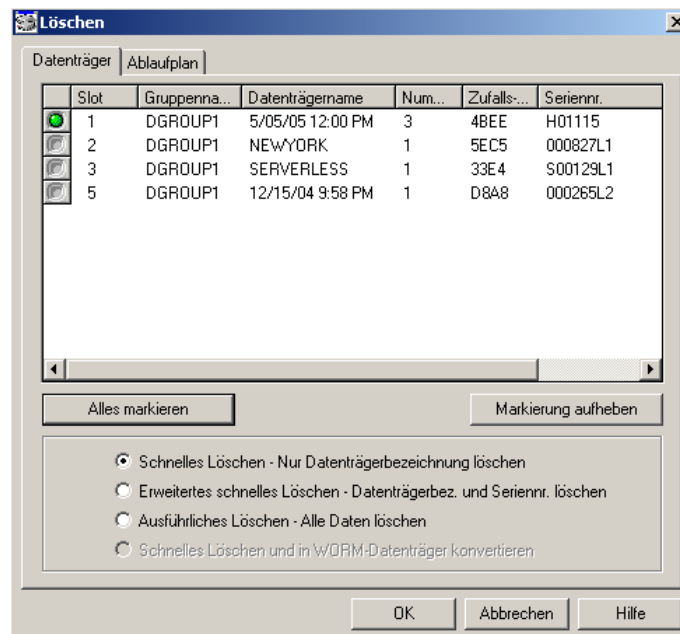 Löschen
Datenträger Ablaufplan
Slot Gruppenna... Datenträgername Num... Zufalls-... Seriennr.
1 DGROUP1 5/05/05 12:00 PM 3 4BEE H01115
2 DGROUP1 NEWYORK 1 5EC5 000827L1
3 DGROUP1 SERVERLESS 1 33E4 S00129L1
5 DGROUP1 12/15/04 9:58 PM 1 D8A8 000265L2
Alles markieren Markierung aufheben
Schnelles Löschen - Nur Datenträgerbezeichnung löschen
Erweitertes schnelles Löschen - Datenträgerbez. und Seriennr. löschen
Ausführliches Löschen - Alle Daten löschen
Schnelles Löschen und in WORM-Datenträger konvertieren
OK Abbrechen Hilfe